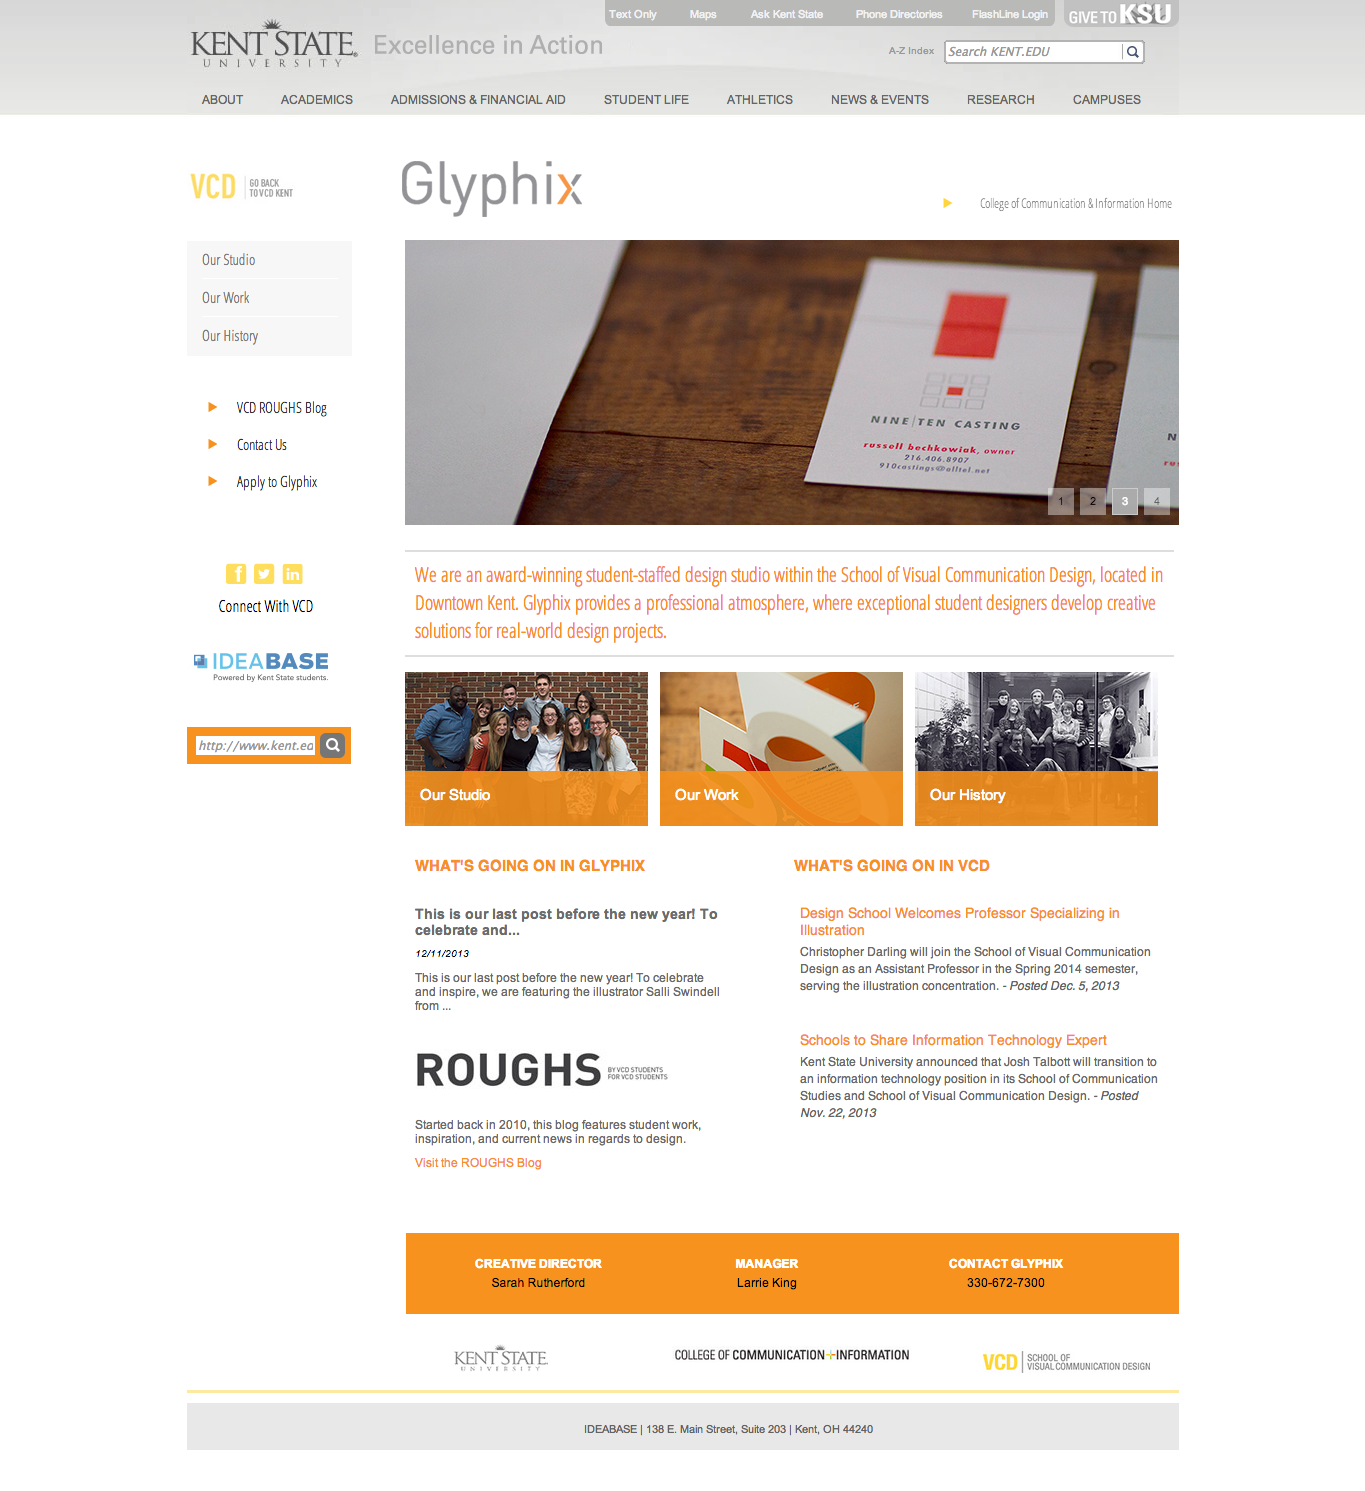 Text Only Maps Ask Kent State Phone Directories FlashLine Login GIVE TO KSU
KENT STATE
UNIVERSITY
Excellence in Action
A-Z Index Search KENT.EDU
ABOUT ACADEMICS ADMISSIONS & FINANCIAL AID STUDENT LIFE ATHLETICS NEWS & EVENTS RESEARCH CAMPUSES
VCD GO BACK
TO VCD KENT
Glyphix
College of Communication & Information Home
Our Studio
Our Work
Our History
VCD ROUGHS Blog
Contact Us
Apply to Glyphix
Connect With VCD
IDEABASE
Powered by Kent State students.
http://www.kent.ed
NINE|TEN CASTING
russell bechkowiak, owner
216.406.8907
910castings@alltel.net
1 2 3 4
We are an award-winning student-staffed design studio within the School of Visual Communication Design, located in
Downtown Kent. Glyphix provides a professional atmosphere, where exceptional student designers develop creative
solutions for real-world design projects.
Our Studio
Our Work
Our History
WHAT'S GOING ON IN GLYPHIX
This is our last post before the new year! To
celebrate and...
12/11/2013
This is our last post before the new year! To celebrate
and inspire, we are featuring the illustrator Salli Swindell
from ...
ROUGHS BY VCD STUDENTS
FOR VCD STUDENTS
Started back in 2010, this blog features student work,
inspiration, and current news in regards to design.
Visit the ROUGHS Blog
WHAT'S GOING ON IN VCD
Design School Welcomes Professor Specializing in
Illustration
Christopher Darling will join the School of Visual Communication
Design as an Assistant Professor in the Spring 2014 semester,
serving the illustration concentration. - Posted Dec. 5, 2013
Schools to Share Information Technology Expert
Kent State University announced that Josh Talbott will transition to
an information technology position in its School of Communication
Studies and School of Visual Communication Design. - Posted
Nov. 22, 2013
CREATIVE DIRECTOR
Sarah Rutherford
MANAGER
Larrie King
CONTACT GLYPHIX
330-672-7300
KENT STATE
UNIVERSITY
COLLEGE OF COMMUNICATION+INFORMATION
VCD SCHOOL OF
VISUAL COMMUNICATION DESIGN
IDEABASE | 138 E. Main Street, Suite 203 | Kent, OH 44240